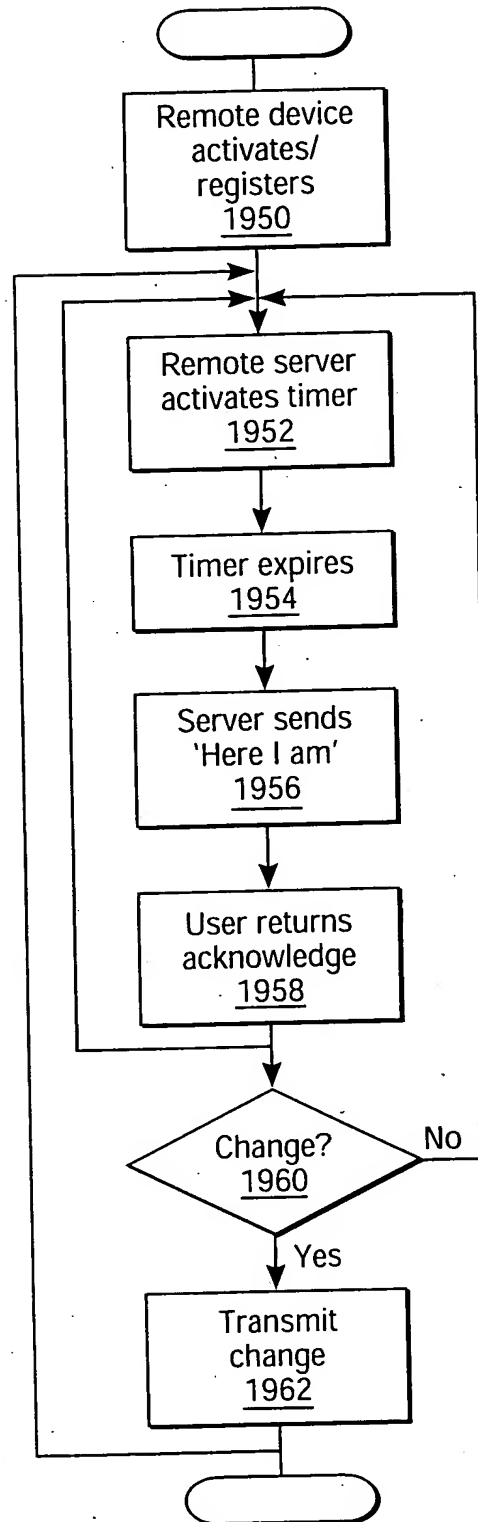 Remote device
activates/
registers
1950
Remote server
activates timer
1952
Timer expires
1954
Server sends
'Here I am'
1956
User returns
acknowledge
1958
Change?
1960
No
Yes
Transmit
change
1962